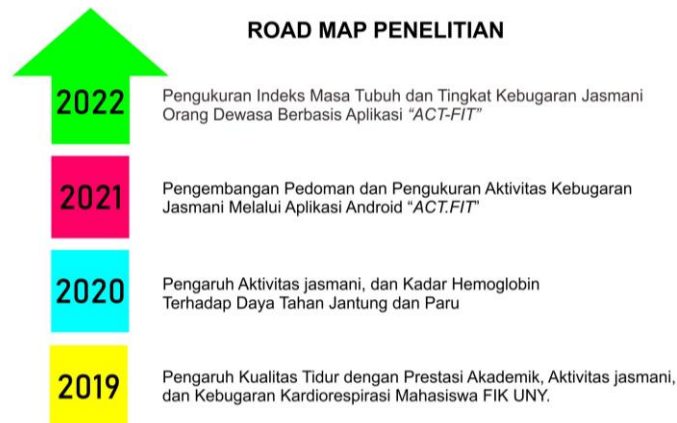 ROAD MAP PENELITIAN
2022
Pengukuran Indeks Masa Tubuh dan Tingkat Kebugaran Jasmani
Orang Dewasa Berbasis Aplikasi “ACT-FIT”
2021
Pengembangan Pedoman dan Pengukuran Aktivitas Kebugaran
Jasmani Melalui Aplikasi Android “ACT.FIT”
2020
Pengaruh Aktivitas jasmani, dan Kadar Hemoglobin
Terhadap Daya Tahan Jantung dan Paru
2019
Pengaruh Kualitas Tidur dengan Prestasi Akademik, Aktivitas jasmani,
dan Kebugaran Kardiorespirasi Mahasiswa FIK UNY.